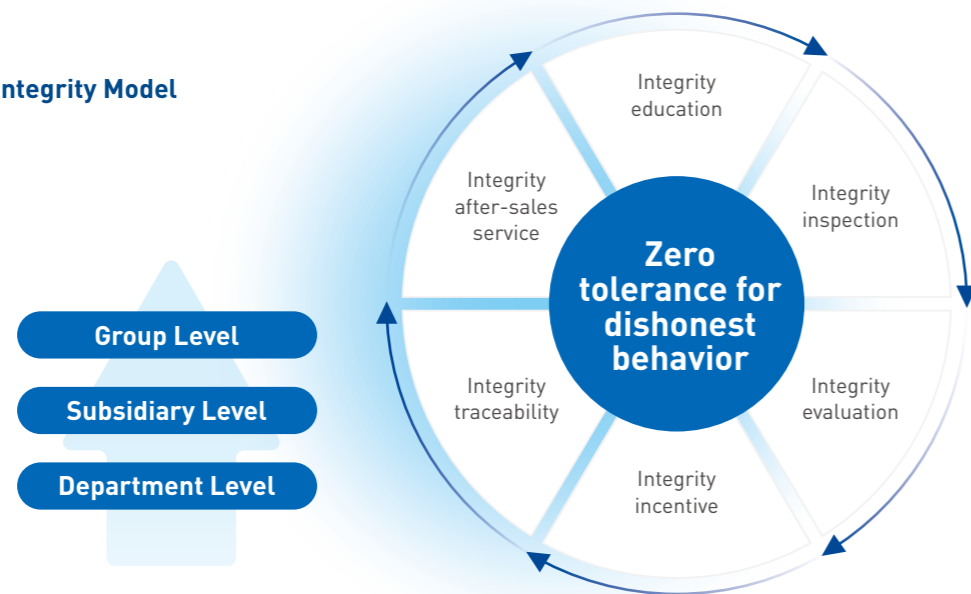 ntegrity Model
Integrity
education
Integrity
inspection
Integrity
evaluation
Integrity
incentive
Integrity
traceability
Integrity
after-sales
service
Zero
tolerance for
dishonest
behavior
Group Level
Subsidiary Level
Department Level